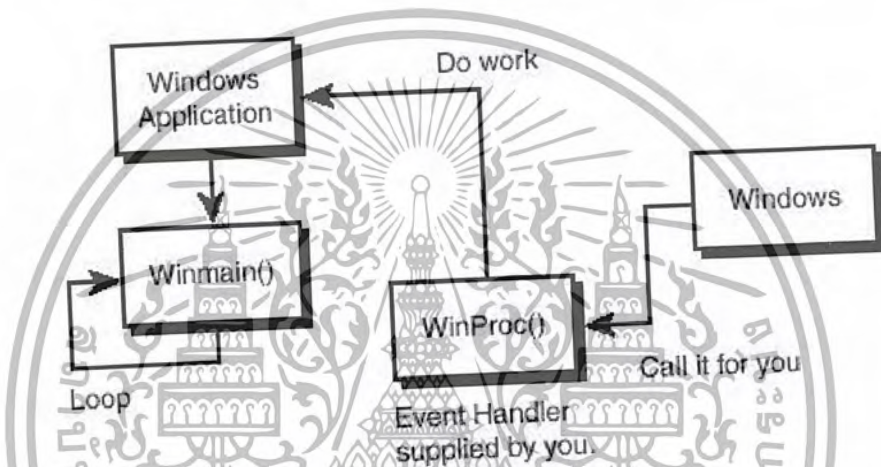 Do work
Windows
Application
Windows
Winmain()
WinProc()
Call it for you
Loop
Event Handler
supplied by you.